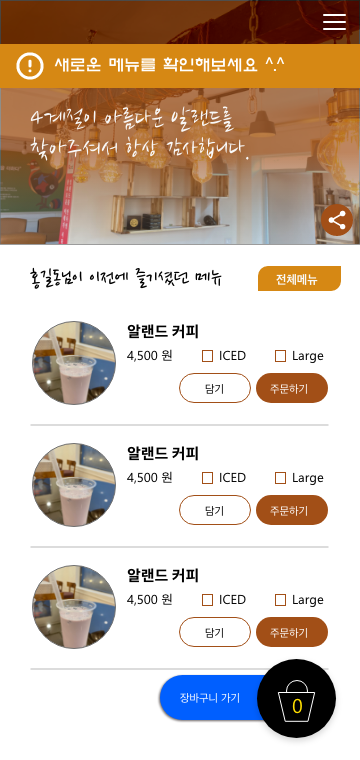 새로운 메뉴를 확인해보세요 ^.^
4계절이 아름다운 알랜드를
찾아주셔서 항상 감사합니다.
홍길동님이 이전에 즐기셨던 메뉴
전체메뉴
알랜드 커피
4,500 원 ICED Large
담기 주문하기
알랜드 커피
4,500 원 ICED Large
담기 주문하기
알랜드 커피
4,500 원 ICED Large
담기 주문하기
장바구니 가기
0